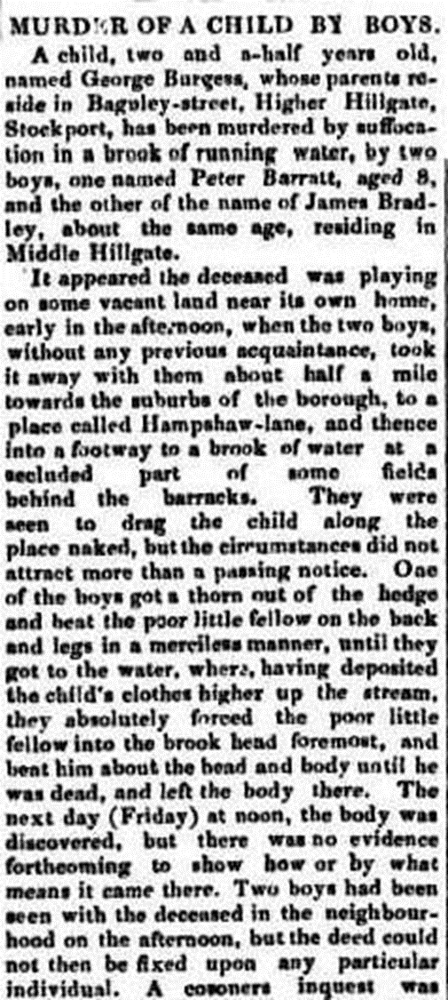 MURDER OF A CHILD BY BOYS.
A child, two and a-half years old,
named George Burgess, whose parents re-
side in Baguley-street, Higher Hillgate,
Stockport, has been murdered by suffoca-
tion in a brook of running water, by two
boys, one named Peter Barratt, aged 8,
and the other of the name of James Brad-
ley, about the same age, residing in
Middle Hillgate.
It appeared the deceased was playing
on some vacant land near its own home,
early in the afternoon, when the two boys,
without any previous acquaintance, took
it away with them about half a mile
towards the suburbs of the borough, to a
place called Hampshaw-lane, and thence
into a footway to a brook of water at a
secluded part of some fields
behind the barracks. They were
seen to drag the child along the
place naked, but the circumstances did not
attract more than a passing notice. One
of the boys got a thorn out of the hedge
and beat the poor little fellow on the back
and legs in a merciless manner, until they
got to the water, where, having deposited
the child's clothes higher up the stream,
they absolutely forced the poor little
fellow into the brook head foremost, and
beat him about the head and body until he
was dead, and left the body there. The
next day (Friday) at noon, the body was
discovered, but there was no evidence
forthcoming to show how or by what
means it came there. Two boys had been
seen with the deceased in the neighbour-
hood on the afternoon, but the deed could
not then be fixed upon any particular
individual. A cosoners inquest was